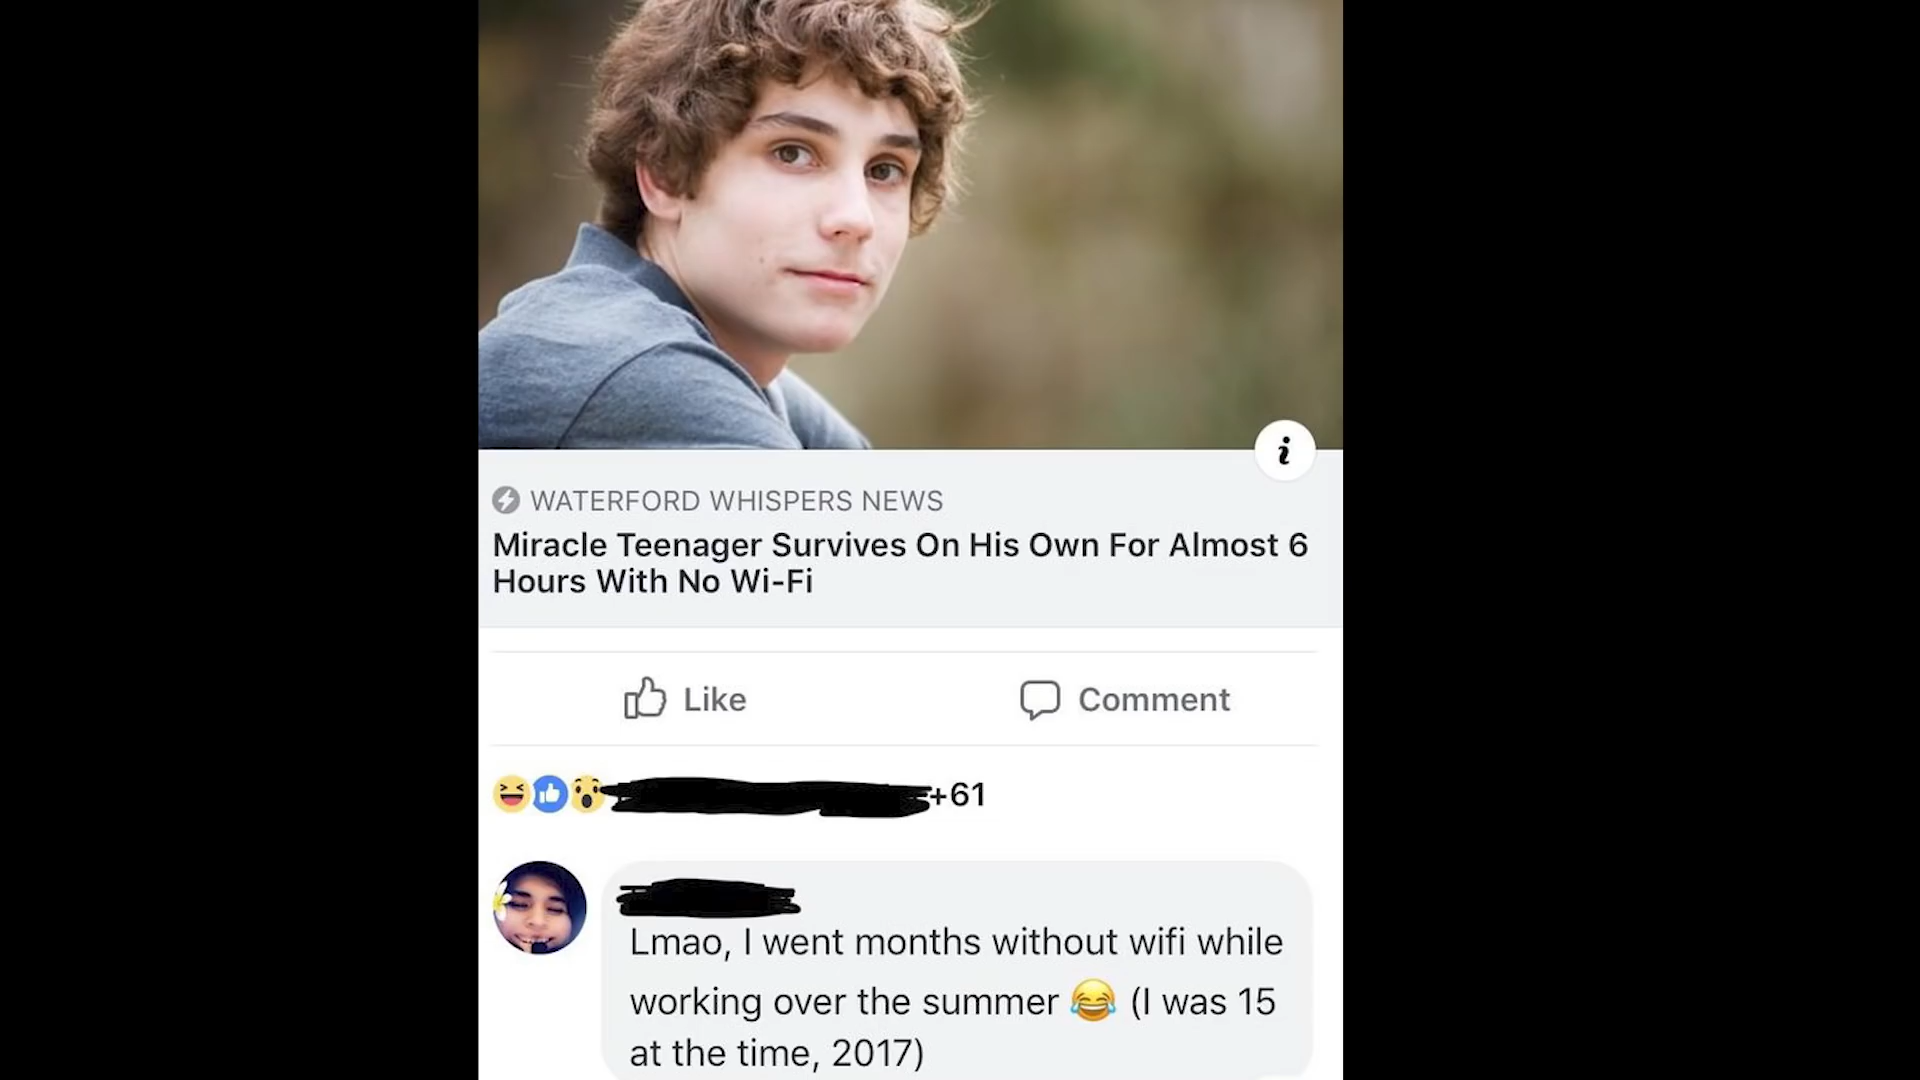 WATERFORD WHISPERS NEWS
Miracle Teenager Survives On His Own For Almost 6
Hours With No Wi-Fi
Like
Comment
+61
Lmao, I went months without wifi while
working over the summer 😂 (I was 15
at the time, 2017)